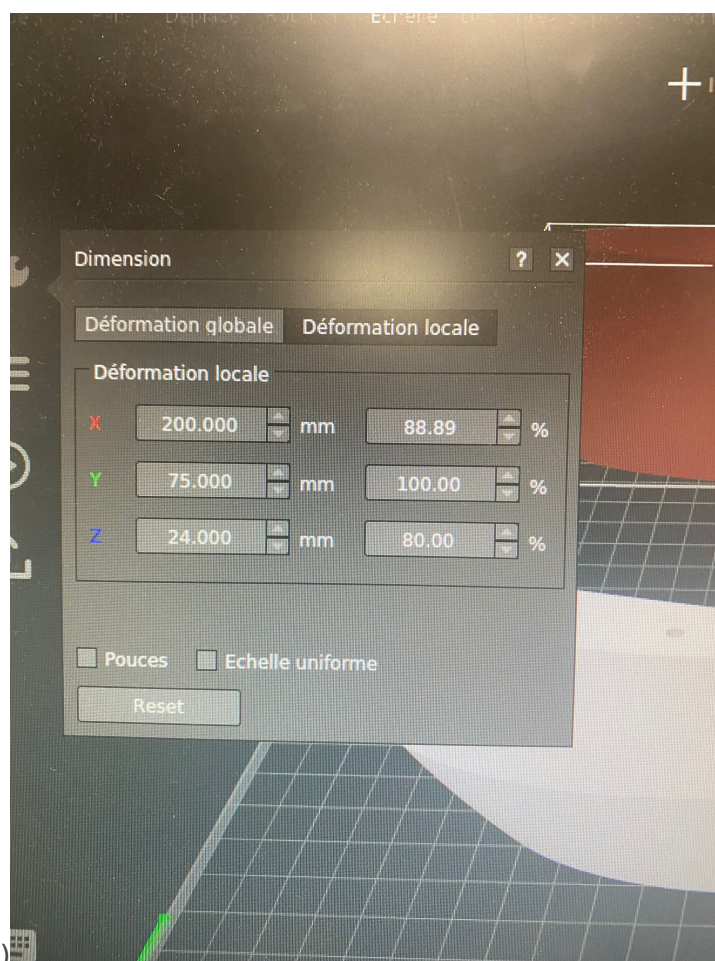 Echelle
Dimension ? X
Déformation globale Déformation locale
Déformation locale
X 200.000 mm 88.89 %
Y 75.000 mm 100.00 %
Z 24.000 mm 80.00 %
Pouces Echelle uniforme
Reset
)